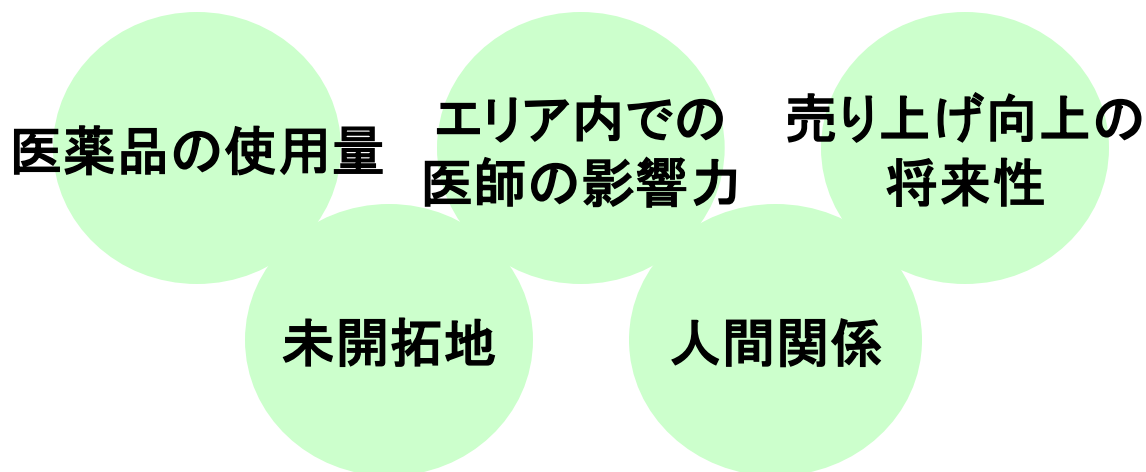 医薬品の使用量
エリア内での
医師の影響力
売り上げ向上の
将来性
未開拓地
人間関係